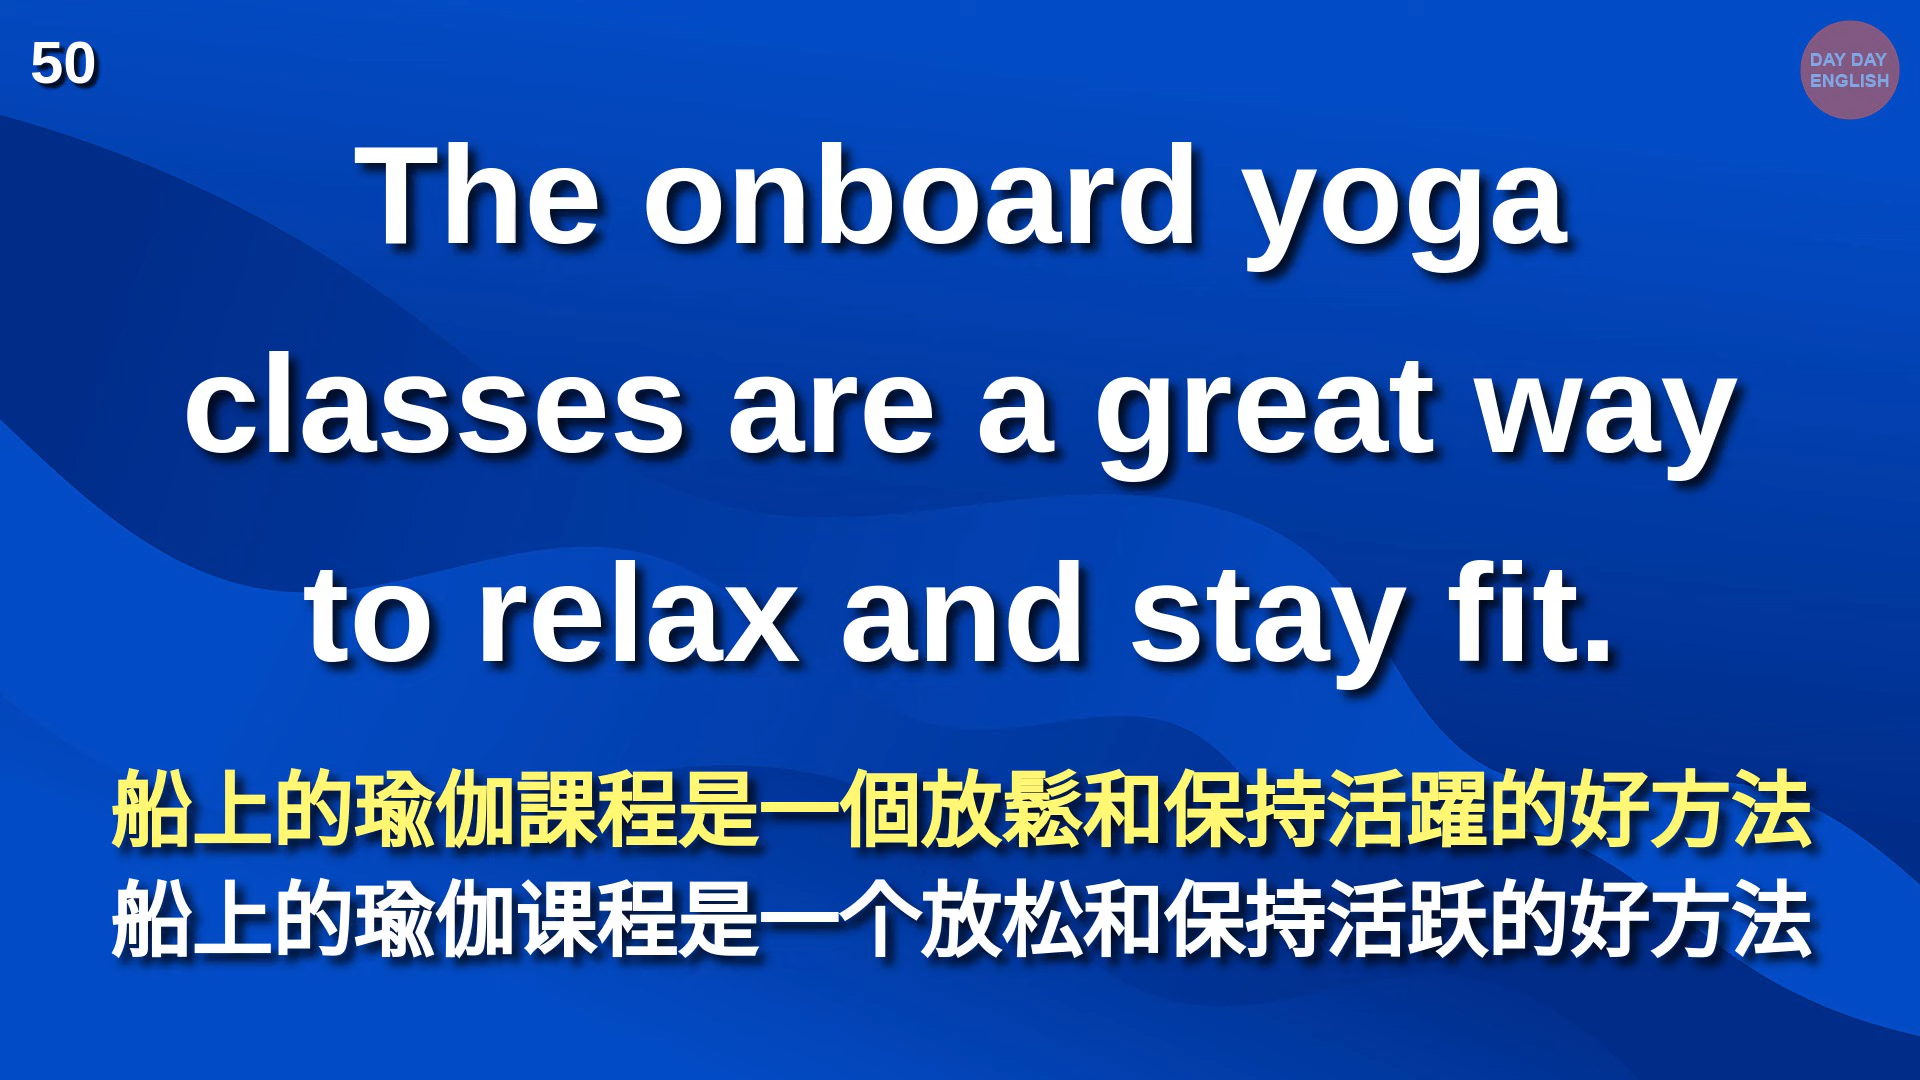 50
DAY DAY
ENGLISH
The onboard yoga
classes are a great way
to relax and stay fit.
船上的瑜伽課程是一個放鬆和保持活躍的好方法
船上的瑜伽课程是一个放松和保持活跃的好方法